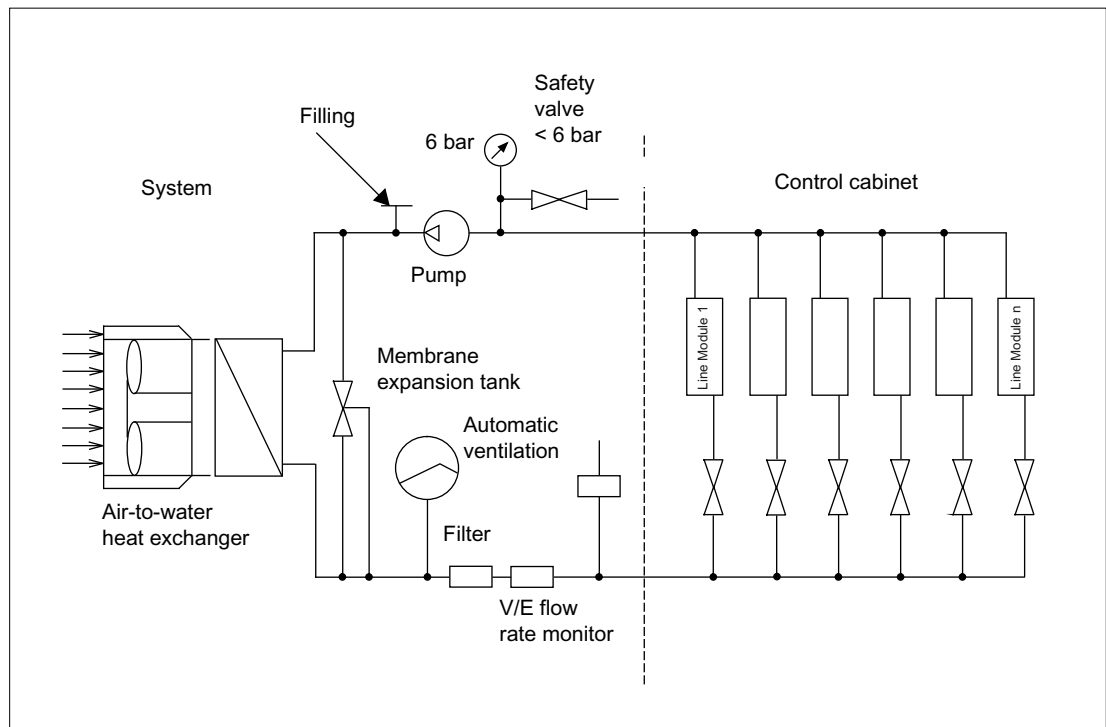 Safety
valve
< 6 bar
Filling
6 bar
System
Control cabinet
Pump
Line Module 1
Line Module n
Membrane
expansion tank
Automatic
ventilation
Air-to-water
heat exchanger
Filter
V/E flow
rate monitor